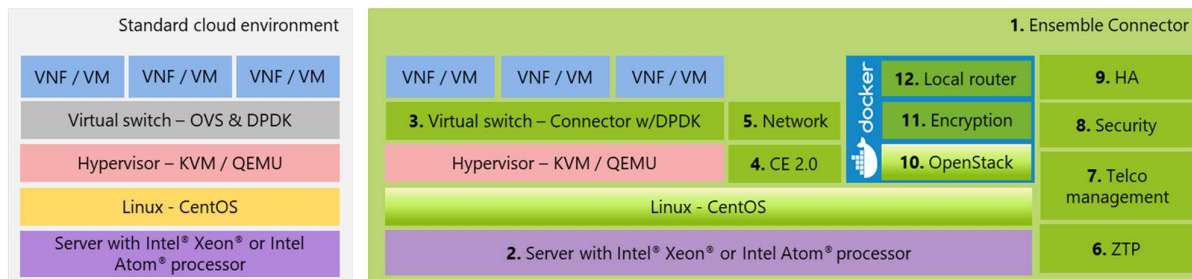 Standard cloud environment
VNF / VM
VNF / VM
VNF / VM
Virtual switch – OVS & DPDK
Hypervisor – KVM / QEMU
Linux - CentOS
Server with Intel® Xeon® or Intel
Atom® processor
1. Ensemble Connector
VNF / VM
VNF / VM
VNF / VM
3. Virtual switch – Connector w/DPDK
5. Network
Hypervisor – KVM / QEMU
4. CE 2.0
docker
12. Local router
11. Encryption
10. OpenStack
Linux - CentOS
2. Server with Intel® Xeon® or Intel Atom® processor
9. HA
8. Security
7. Telco
management
6. ZTP